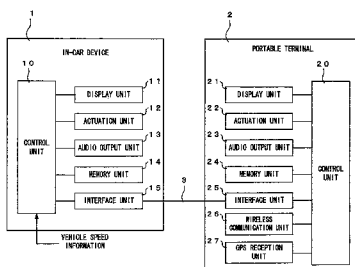 1
IN-CAR DEVICE
10
CONTROL UNIT
11
DISPLAY UNIT
12
ACTUATION UNIT
13
AUDIO OUTPUT UNIT
14
MEMORY UNIT
15
INTERFACE UNIT
VEHICLE SPEED INFORMATION
3
2
PORTABLE TERMINAL
20
CONTROL UNIT
21
DISPLAY UNIT
22
ACTUATION UNIT
23
AUDIO OUTPUT UNIT
24
MEMORY UNIT
25
INTERFACE UNIT
26
WIRELESS COMMUNICATION UNIT
27
GPS RECEPTION UNIT